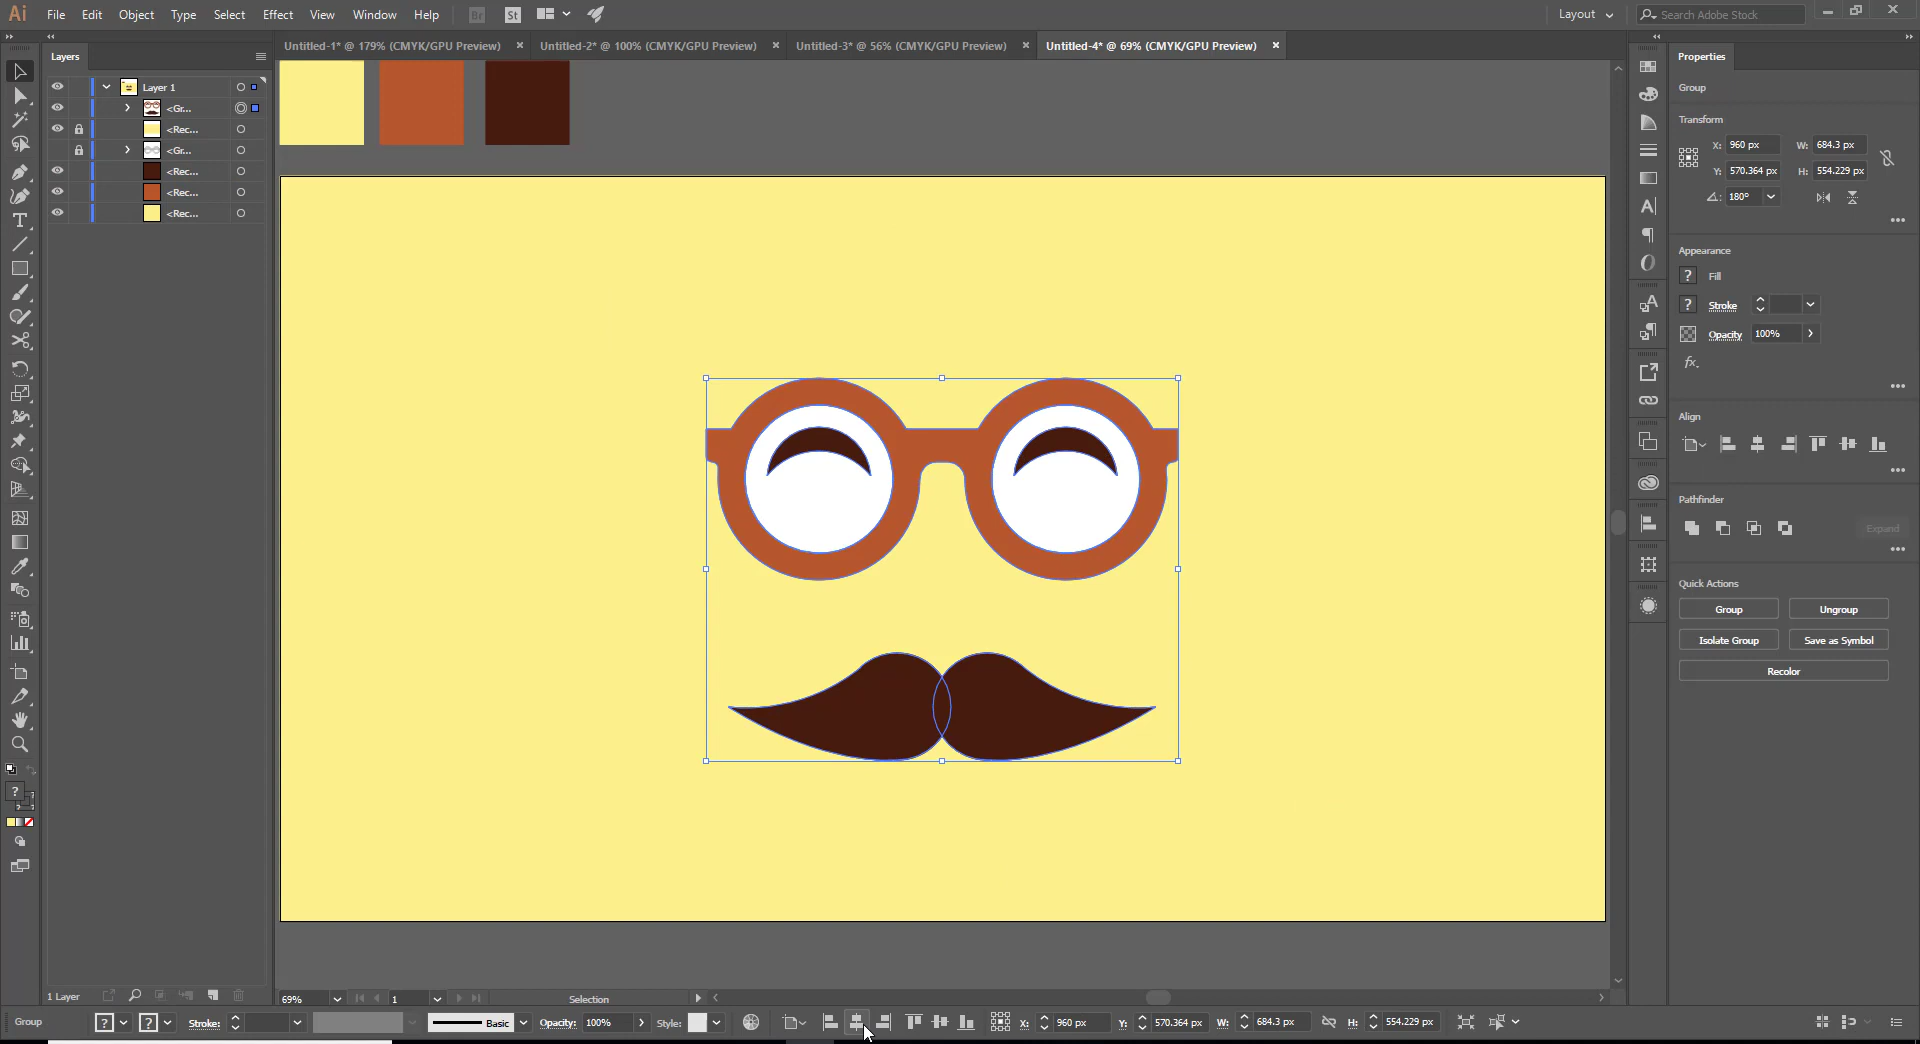 Ai File Edit Object Type Select Effect View Window Help Br St Layout Search Adobe Stock
Layers
Untitled-1* @ 179% (CMYK/GPU Preview) × Untitled-2* @ 100% (CMYK/GPU Preview) × Untitled-3* @ 56% (CMYK/GPU Preview) × Untitled-4* @ 69% (CMYK/GPU Preview) ×
Layer 1
<Gr...
<Rec...
<Gr...
<Rec...
<Rec...
<Rec...
Properties
Group
Transform
X: 960 px W: 684.3 px
Y: 570.364 px H: 554.229 px
180°
Appearance
? Fill
? Stroke
Opacity 100%
fx.
Align
Pathfinder
Expand
Quick Actions
Group Ungroup
Isolate Group Save as Symbol
Recolor
1 Layer
69% 1 Selection
Group ? ? Stroke: Basic Opacity: 100% Style: X: 960 px Y: 570.364 px W: 684.3 px H: 554.229 px